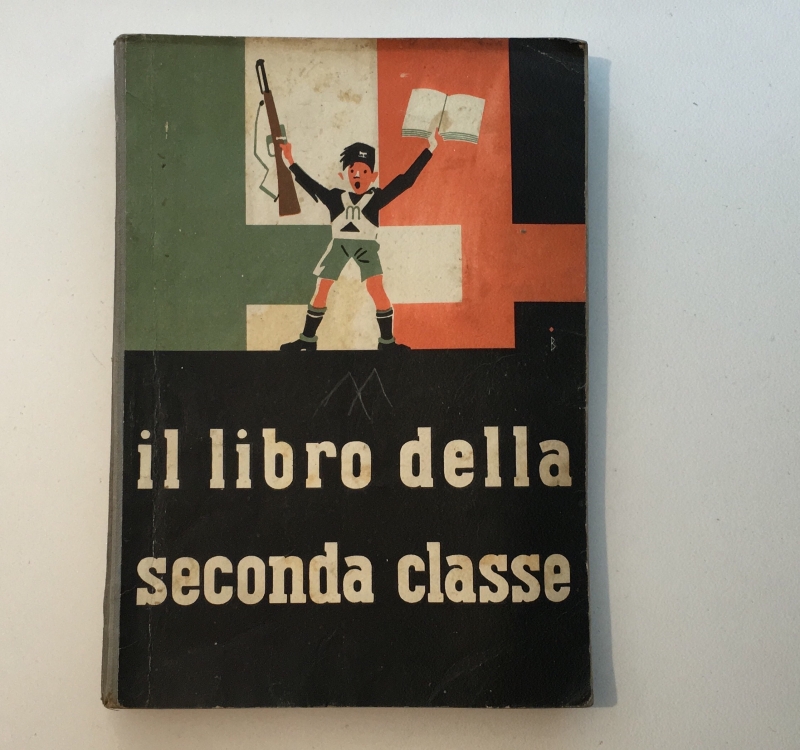 m
B
il libro della
seconda classe